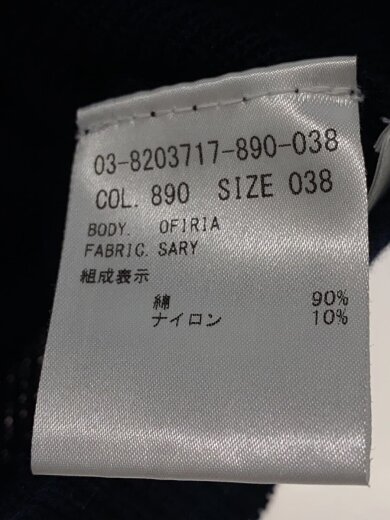 03-8203717-890-038
COL. 890 SIZE 038
BODY. OFIRIA
FABRIC. SARY
組成表示
綿 90%
ナイロン 10%